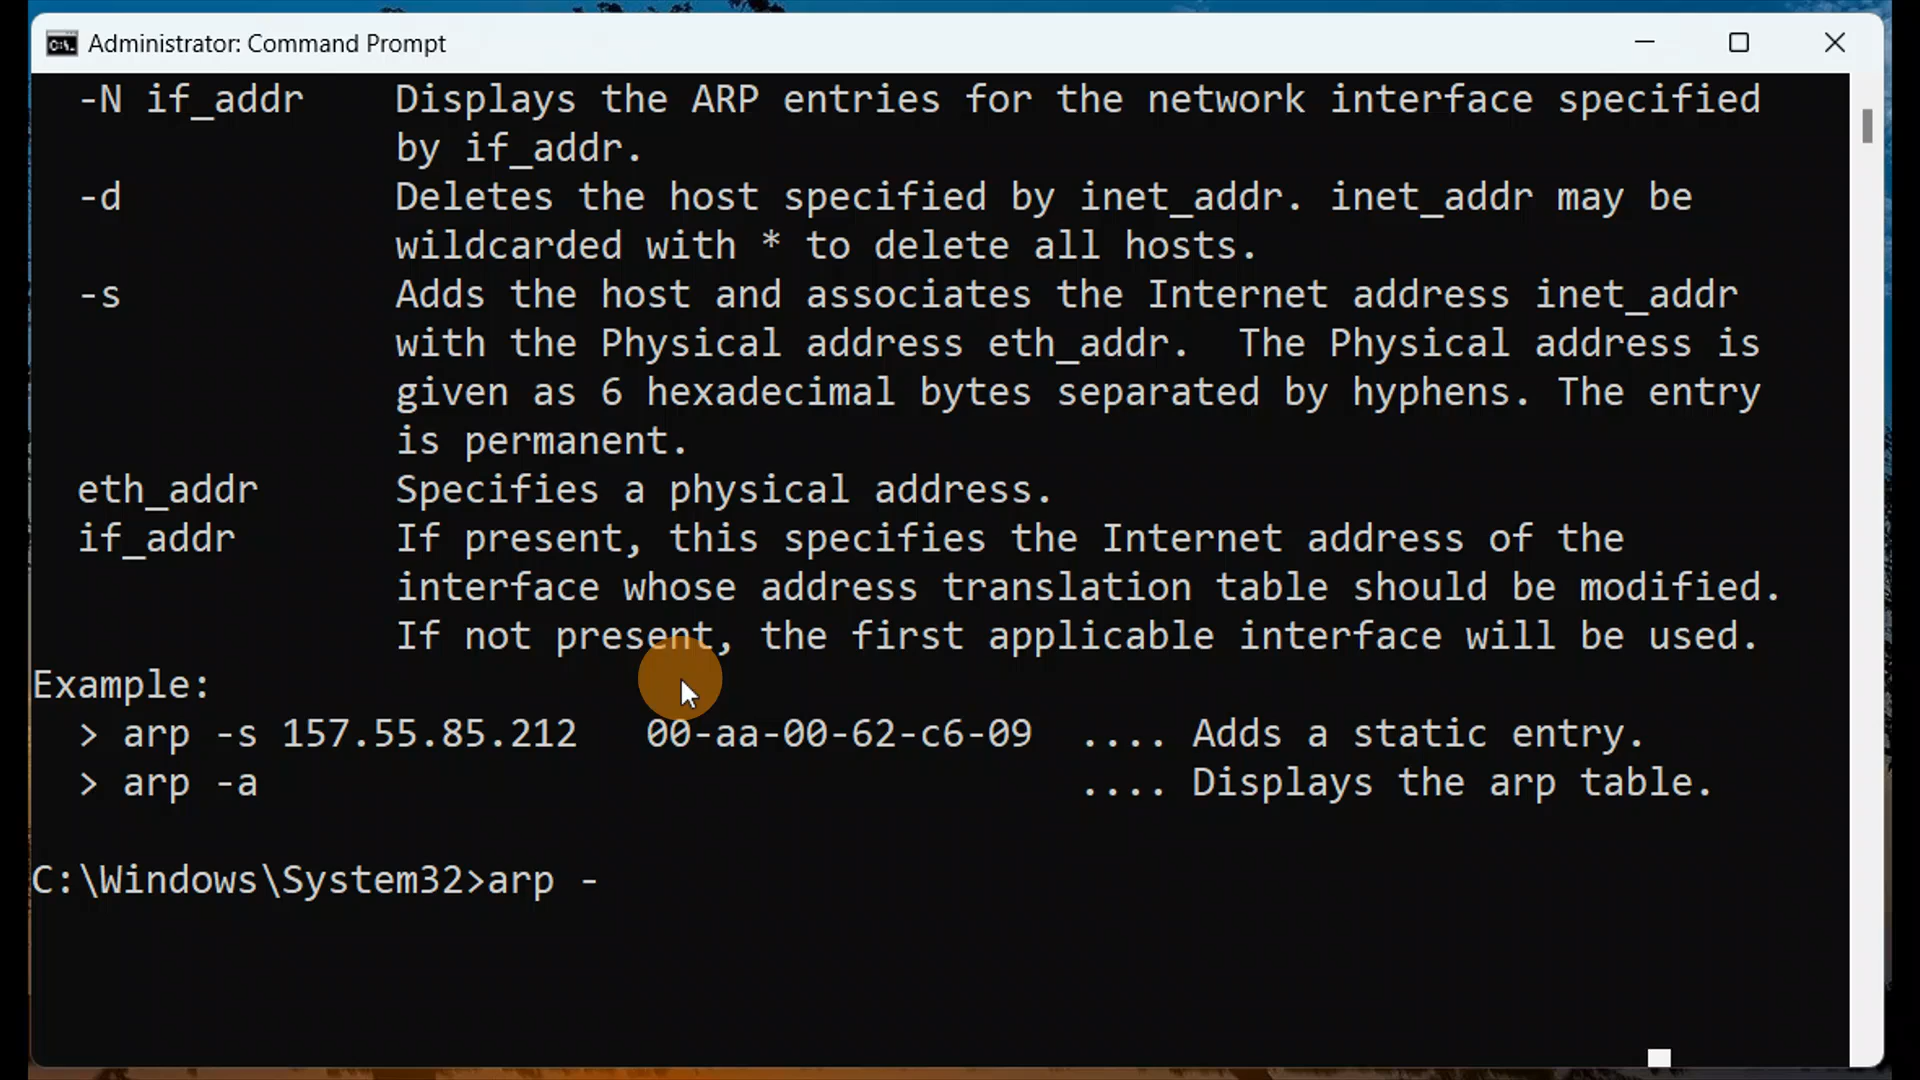 Administrator: Command Prompt
-N if_addr Displays the ARP entries for the network interface specified
by if_addr.
-d Deletes the host specified by inet_addr. inet_addr may be
wildcarded with * to delete all hosts.
-s Adds the host and associates the Internet address inet_addr
with the Physical address eth_addr.  The Physical address is
given as 6 hexadecimal bytes separated by hyphens. The entry
is permanent.
eth_addr Specifies a physical address.
if_addr If present, this specifies the Internet address of the
interface whose address translation table should be modified.
If not present, the first applicable interface will be used.
Example:
> arp -s 157.55.85.212   00-aa-00-62-c6-09  .... Adds a static entry.
> arp -a                                    .... Displays the arp table.
C:\Windows\System32>arp -